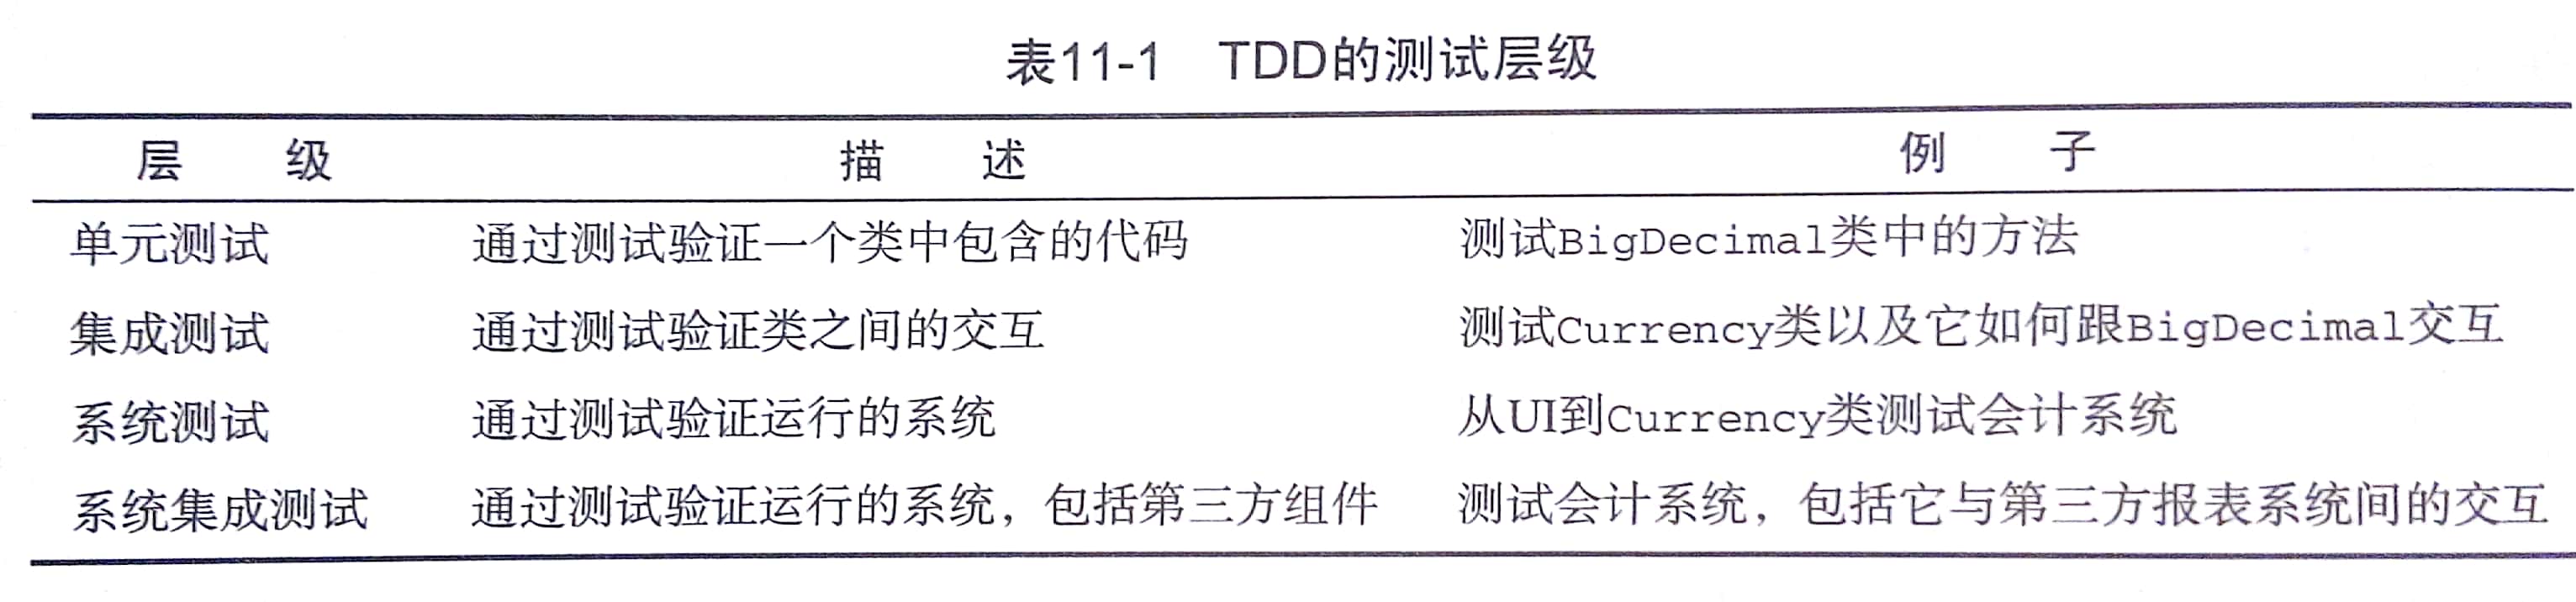 表11-1 TDD的测试层级
层 级 描 述 例 子
单元测试 通过测试验证一个类中包含的代码 测试BigDecimal类中的方法
集成测试 通过测试验证类之间的交互 测试Currency类以及它如何跟BigDecimal交互
系统测试 通过测试验证运行的系统 从UI到Currency类测试会计系统
系统集成测试 通过测试验证运行的系统，包括第三方组件 测试会计系统，包括它与第三方报表系统间的交互